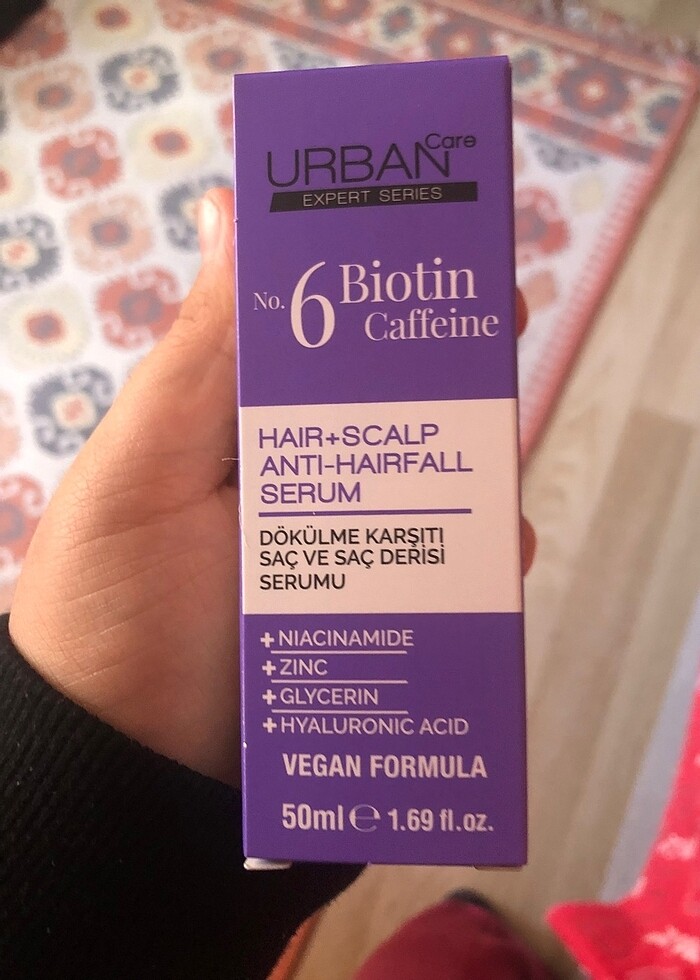 URBAN Care
EXPERT SERIES
No. 6 Biotin
Caffeine
HAIR+SCALP
ANTI-HAIRFALL
SERUM
DÖKÜLME KARŞITI
SAÇ VE SAÇ DERİSİ
SERUMU
+NIACINAMIDE
+ZINC
+GLYCERIN
+HYALURONIC ACID
VEGAN FORMULA
50ml ℮ 1.69 fl.oz.